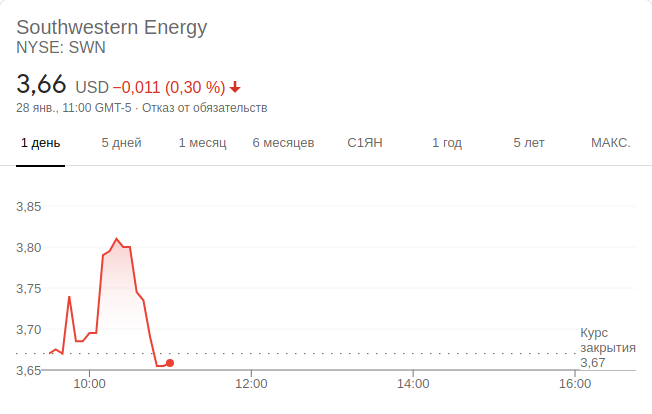 Southwestern Energy
NYSE: SWN
3,66 USD −0,011 (0,30 %)
28 янв., 11:00 GMT-5 · Отказ от обязательств
1 день 5 дней 1 месяц 6 месяцев С1ЯН 1 год 5 лет МАКС.
3,85
3,80
3,75
3,70
Курс
закрытия
3,67
3,65
10:00 12:00 14:00 16:00